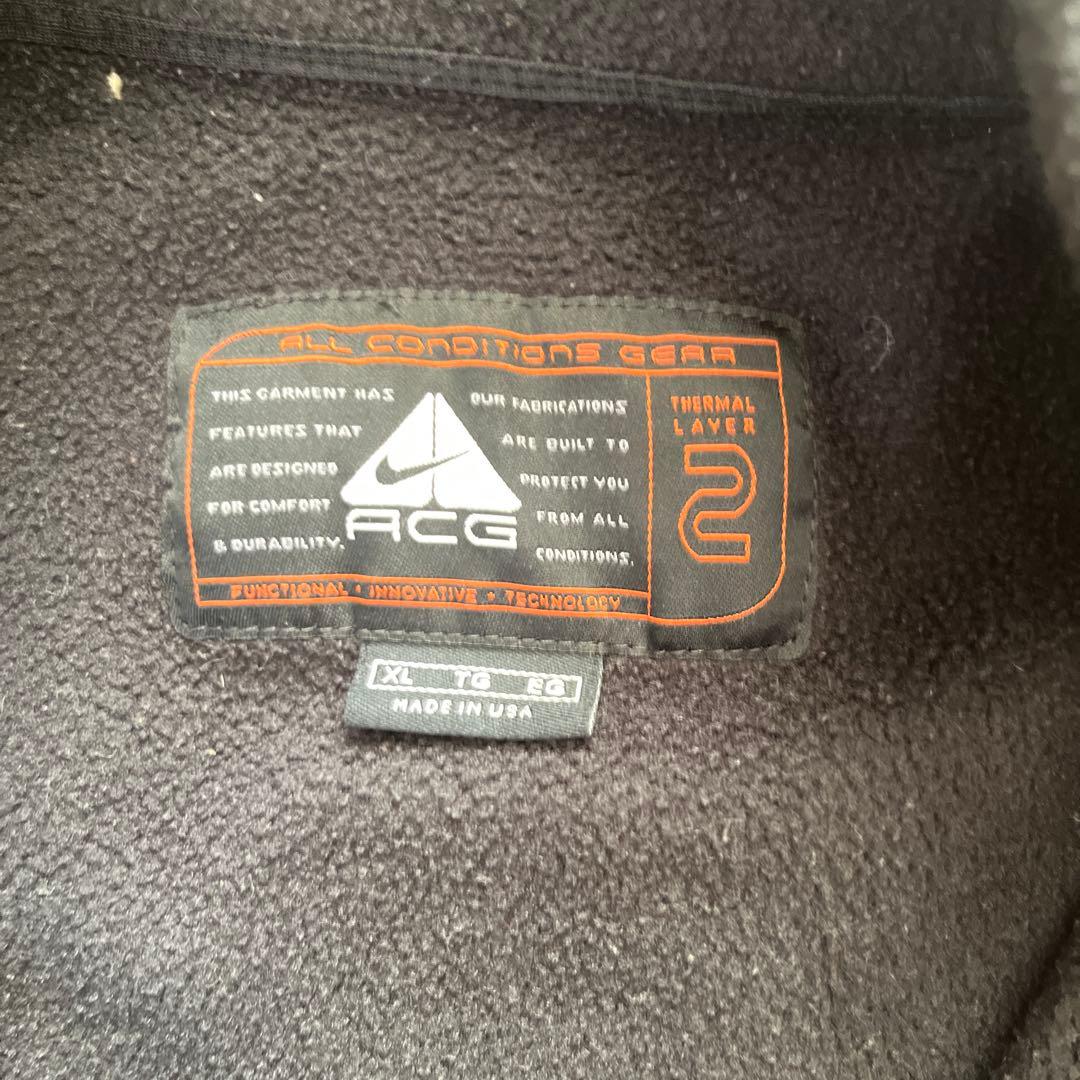 ALL CONDITIONS GEAR
THIS GARMENT HAS
FEATURES THAT
ARE DESIGNED
FOR COMFORT
& DURABILITY.
ACG
OUR FABRICATIONS
ARE BUILT TO
PROTECT YOU
FROM ALL
CONDITIONS.
THERMAL
LAYER
2
FUNCTIONAL • INNOVATIVE • TECHNOLOGY
XL TG EG
MADE IN USA